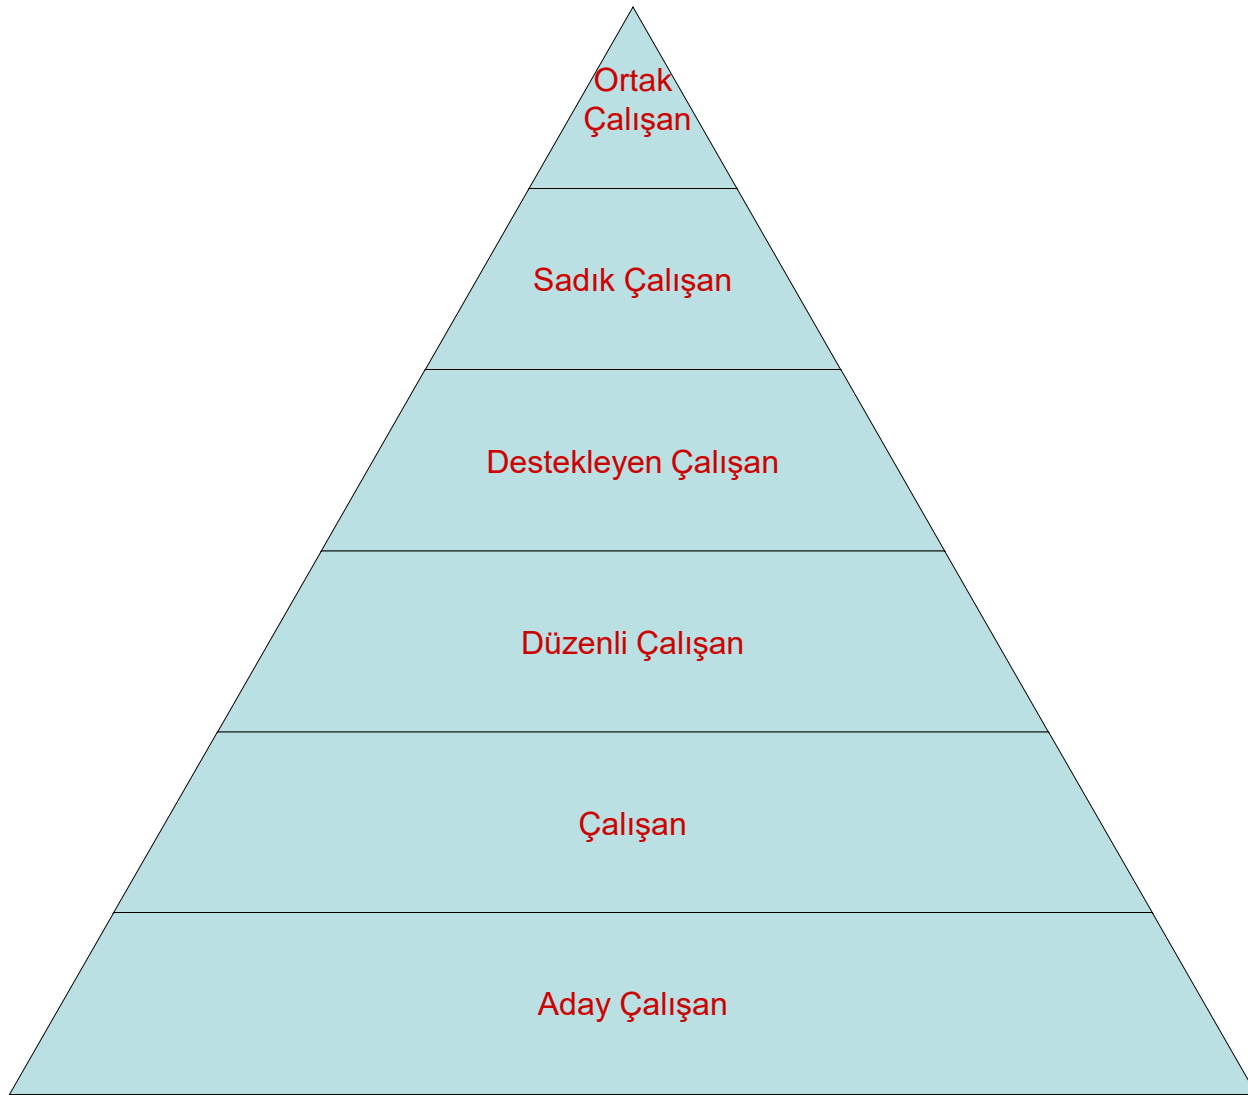 Ortak
Çalışan
Sadık Çalışan
Destekleyen Çalışan
Düzenli Çalışan
Çalışan
Aday Çalışan